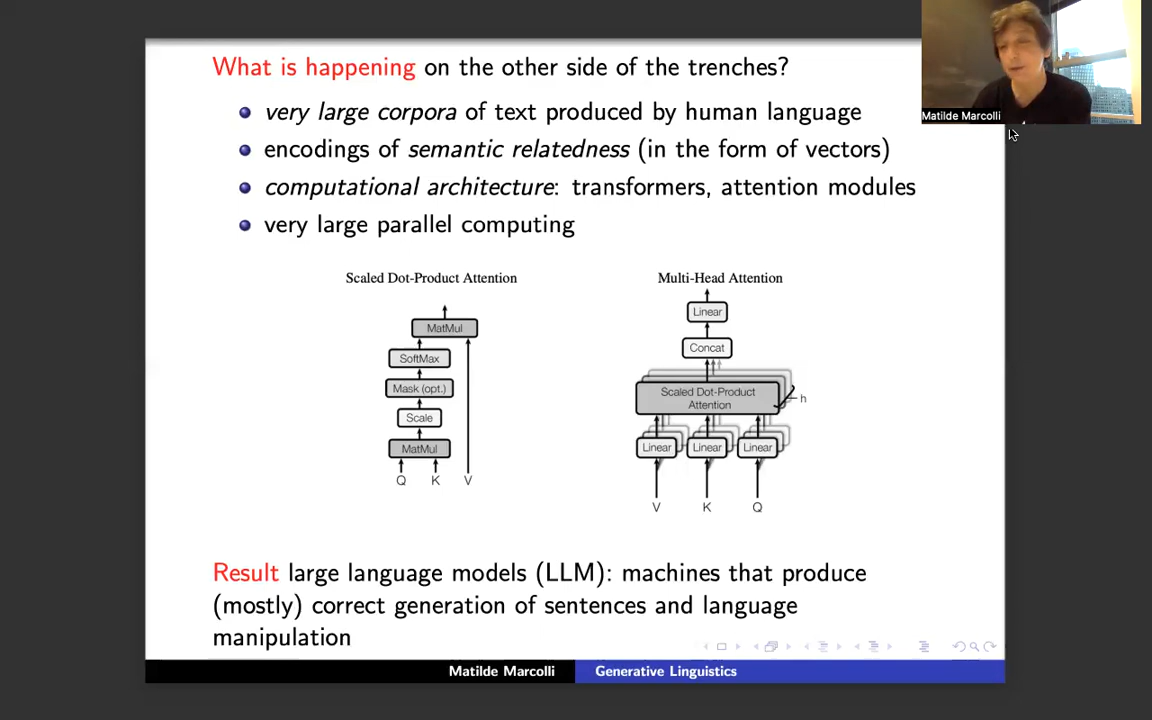 What is happening on the other side of the trenches?
very large corpora of text produced by human language
encodings of semantic relatedness (in the form of vectors)
computational architecture: transformers, attention modules
very large parallel computing
Scaled Dot-Product Attention
MatMul
SoftMax
Mask (opt.)
Scale
MatMul
Q K V
Multi-Head Attention
Linear
Concat
Scaled Dot-Product
Attention
h
Linear Linear Linear
V K Q
Result large language models (LLM): machines that produce
(mostly) correct generation of sentences and language
manipulation
Matilde Marcolli Generative Linguistics
Matilde Marcolli